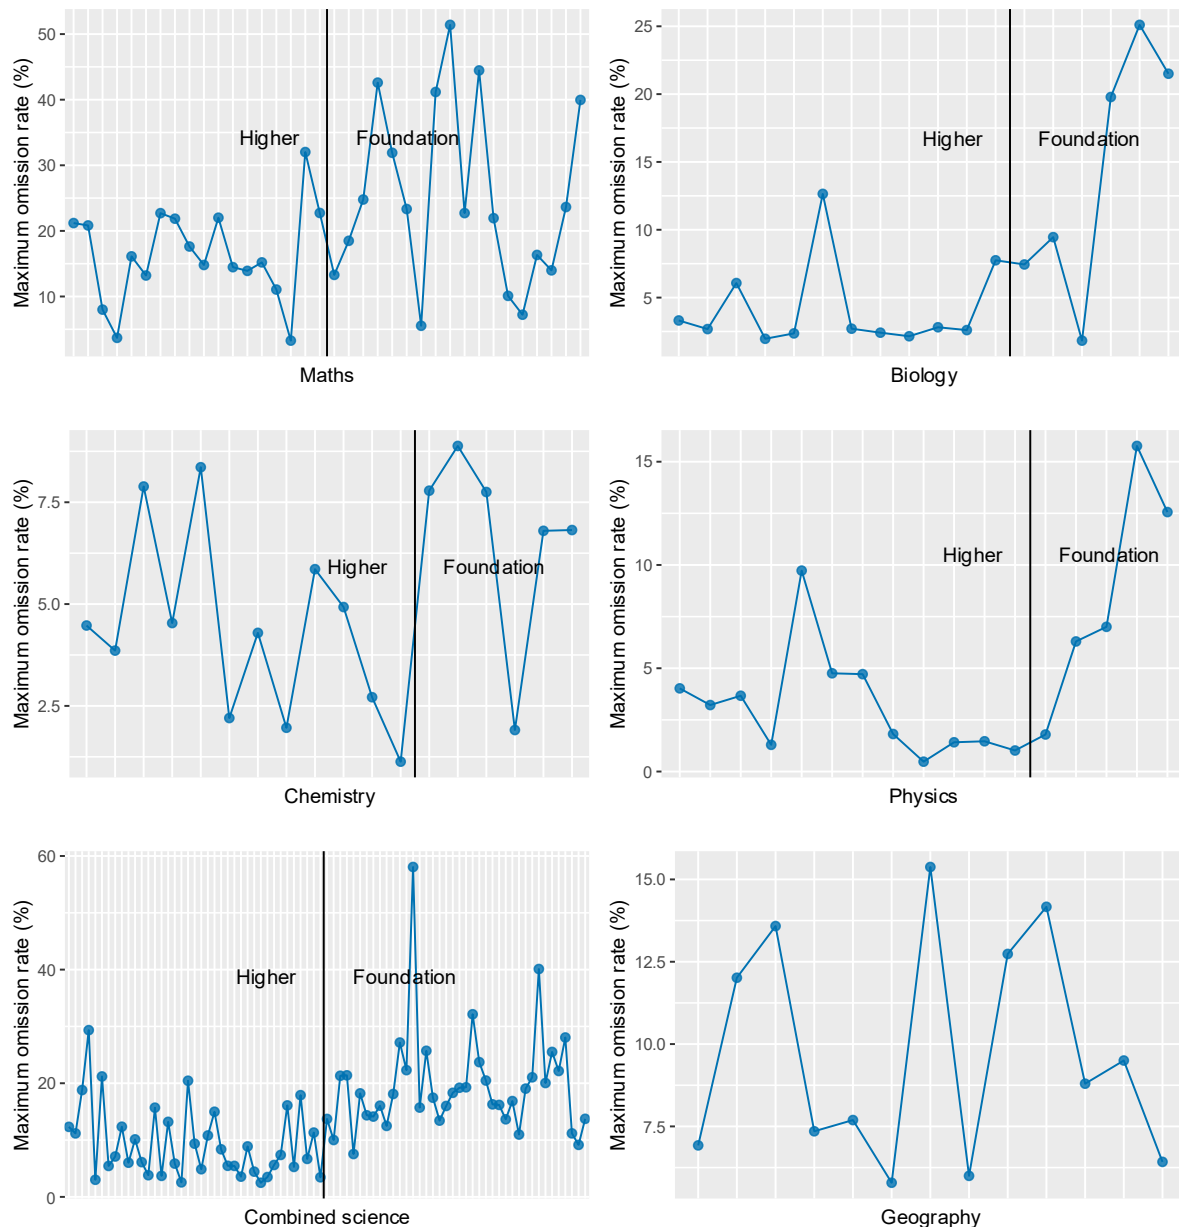 Maximum omission rate (%)
50
40
30
20
10
Higher
Foundation
Maths
Maximum omission rate (%)
25
20
15
10
5
Higher
Foundation
Biology
Maximum omission rate (%)
7.5
5.0
2.5
Higher
Foundation
Chemistry
Maximum omission rate (%)
15
10
5
0
Higher
Foundation
Physics
Maximum omission rate (%)
60
40
20
0
Higher
Foundation
Combined science
Maximum omission rate (%)
15.0
12.5
10.0
7.5
Geography